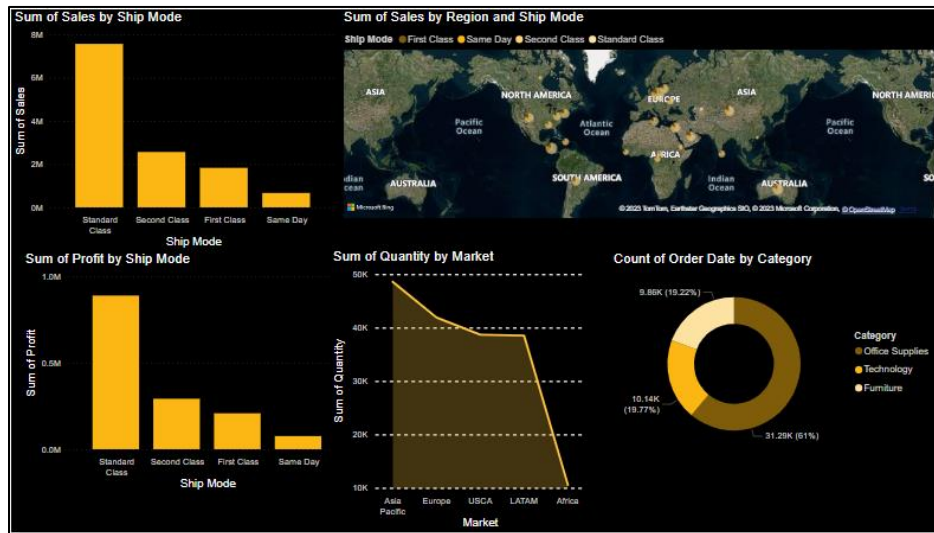 Sum of Sales by Ship Mode
8M
6M
4M
2M
0M
Sum of Sales
Standard
Class
Second Class
First Class
Same Day
Ship Mode
Sum of Sales by Region and Ship Mode
Ship Mode First Class Same Day Second Class Standard Class
ASIA
NORTH AMERICA
EUROPE
ASIA
NORTH AMERICA
Pacific
Ocean
Atlantic
Ocean
Pacific
Ocean
AFRICA
Indian
Ocean
AUSTRALIA
SOUTH AMERICA
Indian
Ocean
AUSTRALIA
SOUTH
Microsoft Bing
© 2023 TomTom, Earthstar Geographics SIO, © 2023 Microsoft Corporation, © OpenStreetMap
Sum of Profit by Ship Mode
1.0M
0.5M
0.0M
Sum of Profit
Standard
Class
Second Class
First Class
Same Day
Ship Mode
Sum of Quantity by Market
50K
40K
30K
20K
10K
Sum of Quantity
Asia
Pacific
Europe
USCA
LATAM
Africa
Market
Count of Order Date by Category
9.86K (19.22%)
10.14K
(19.77%)
31.29K (61%)
Category
Office Supplies
Technology
Furniture